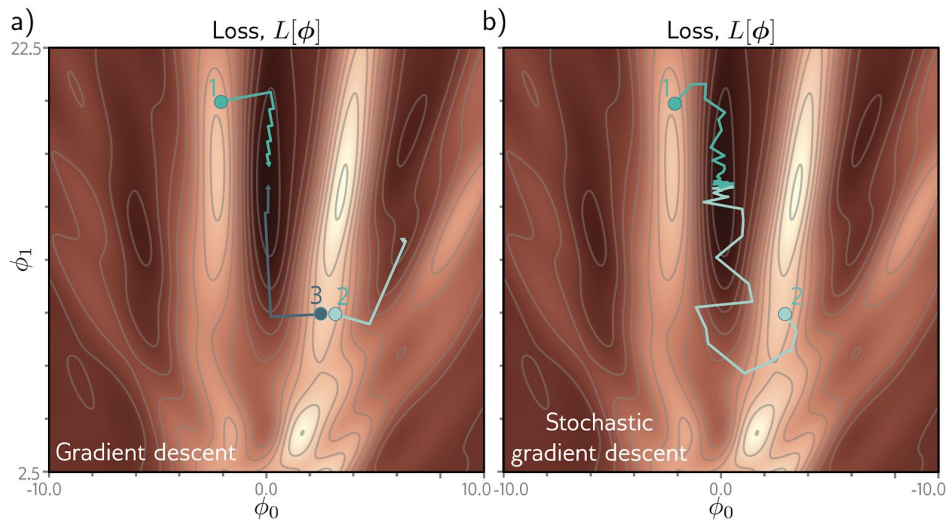 a)
Loss, L[ϕ]
22.5
ϕ1
2.5
1
3
2
Gradient descent
-10.0
0.0
10.0
ϕ0
b)
Loss, L[ϕ]
1
2
Stochastic
gradient descent
-10.0
0.0
-10.0
ϕ0